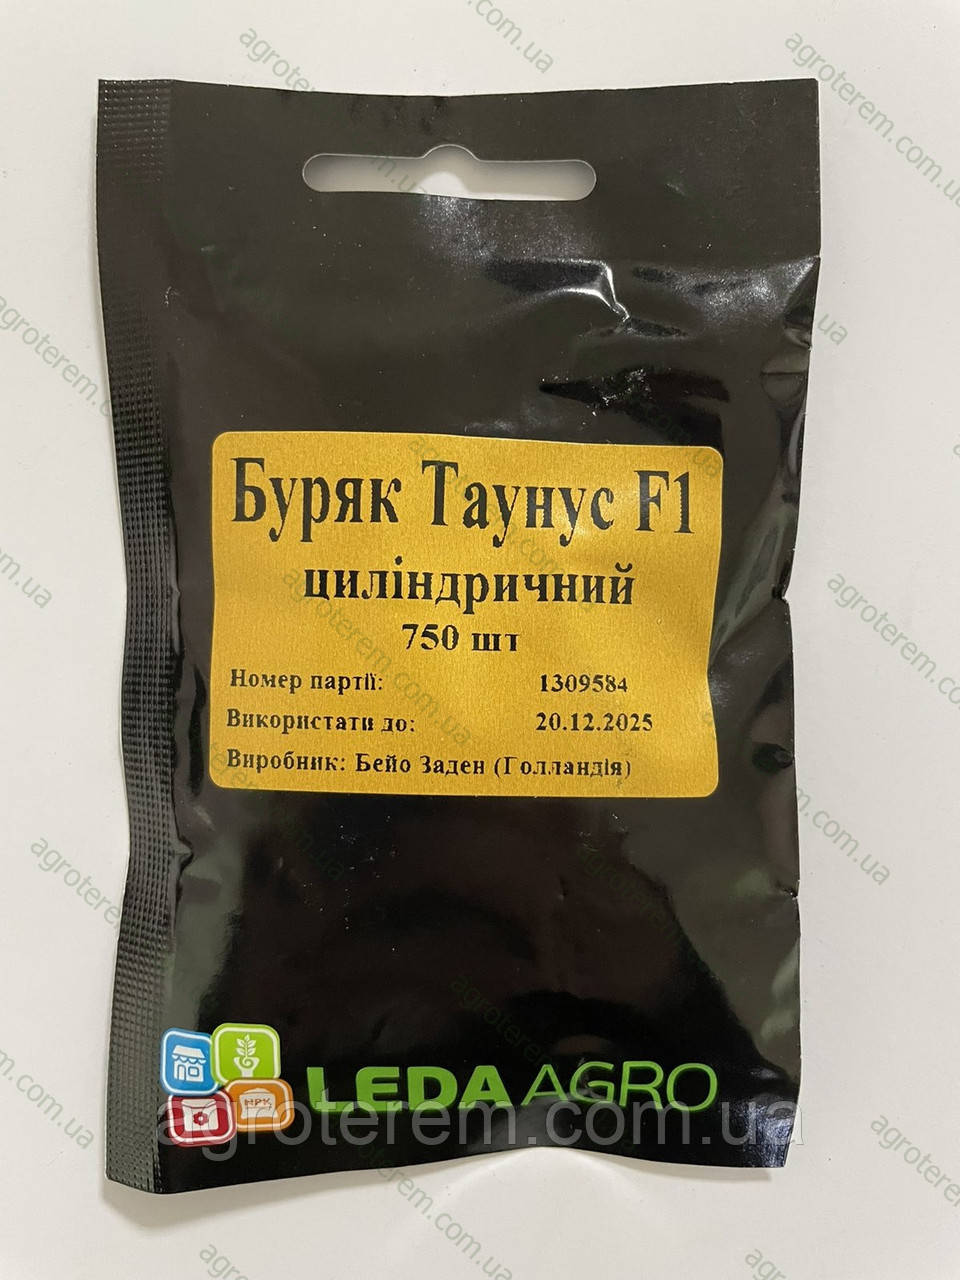 Буряк Таунус F1
циліндричний
750 шт
Номер партії: 1309584
Використати до: 20.12.2025
Виробник: Бейо Заден (Голландія)
NPK
LEDA AGRO
agroterem.com.ua